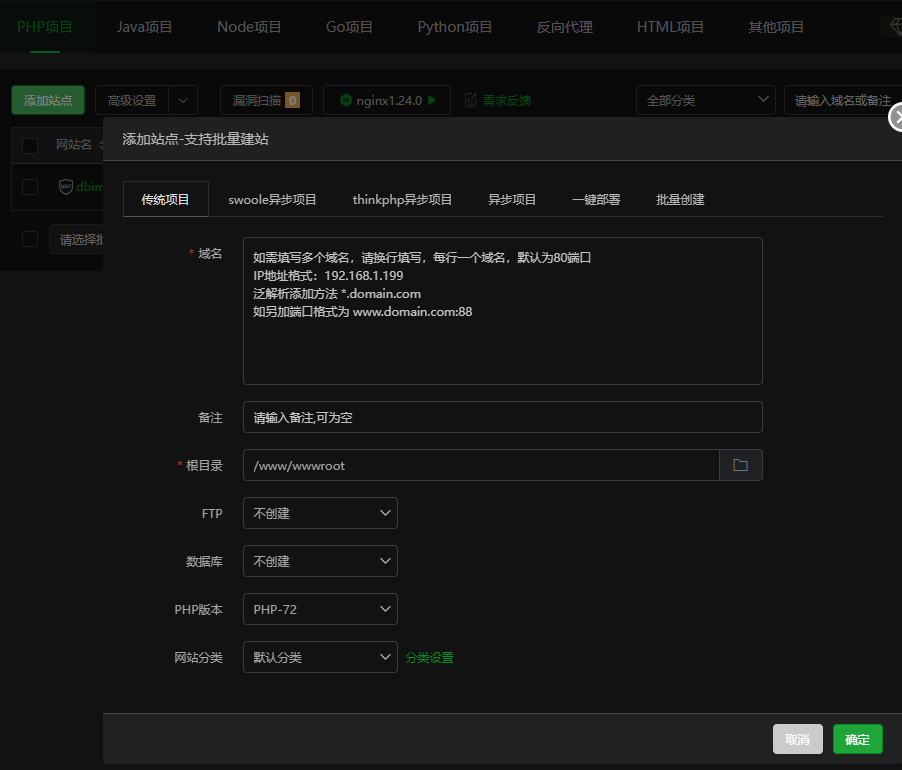 PHP项目 Java项目 Node项目 Go项目 Python项目 反向代理 HTML项目 其他项目
添加站点 高级设置 漏洞扫描 0 nginx1.24.0 需求反馈 全部分类 请输入域名或备注
网站名
添加站点-支持批量建站
传统项目 swoole异步项目 thinkphp异步项目 异步项目 一键部署 批量创建
dbim
请选择批
* 域名
如需填写多个域名，请换行填写，每行一个域名，默认为80端口
IP地址格式：192.168.1.199
泛解析添加方法 *.domain.com
如另加端口格式为 www.domain.com:88
备注 请输入备注,可为空
* 根目录 /www/wwwroot
FTP 不创建
数据库 不创建
PHP版本 PHP-72
网站分类 默认分类 分类设置
取消 确定